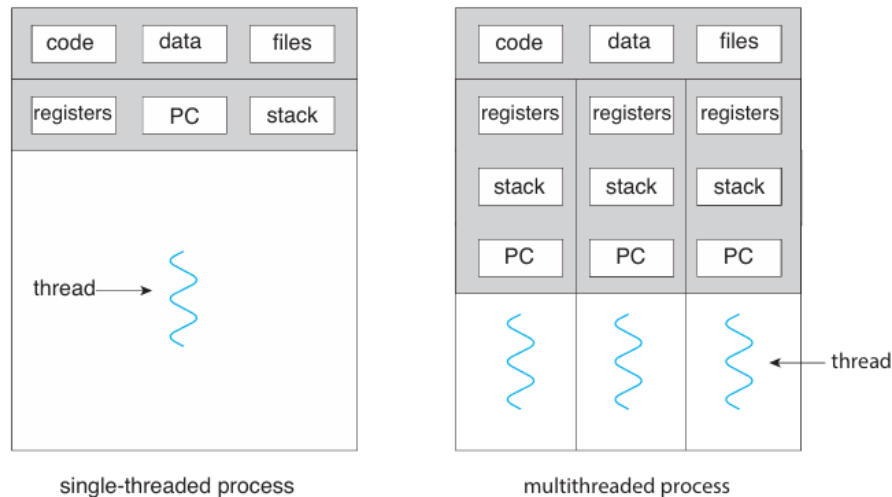 code data files
registers PC stack
thread
single-threaded process
code data files
registers registers registers
stack stack stack
PC PC PC
thread
multithreaded process